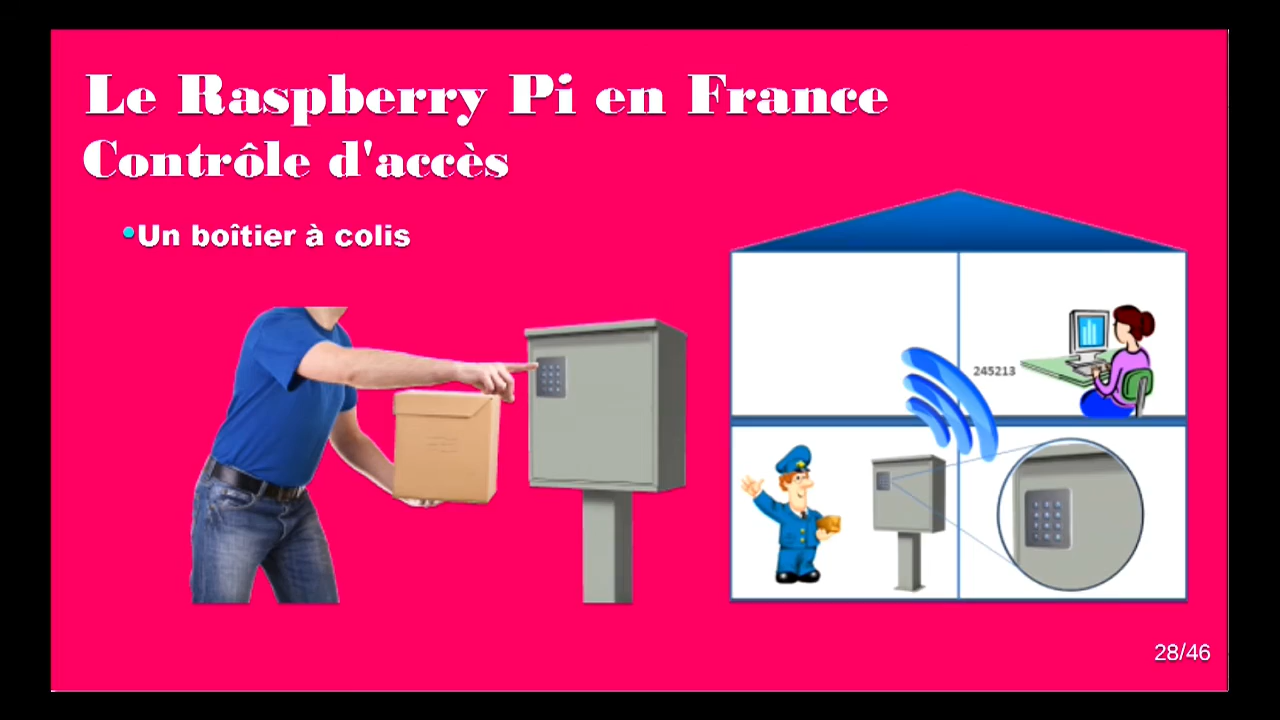 Le Raspberry Pi en France
Contrôle d'accès
•Un boîtier à colis
245213
28/46